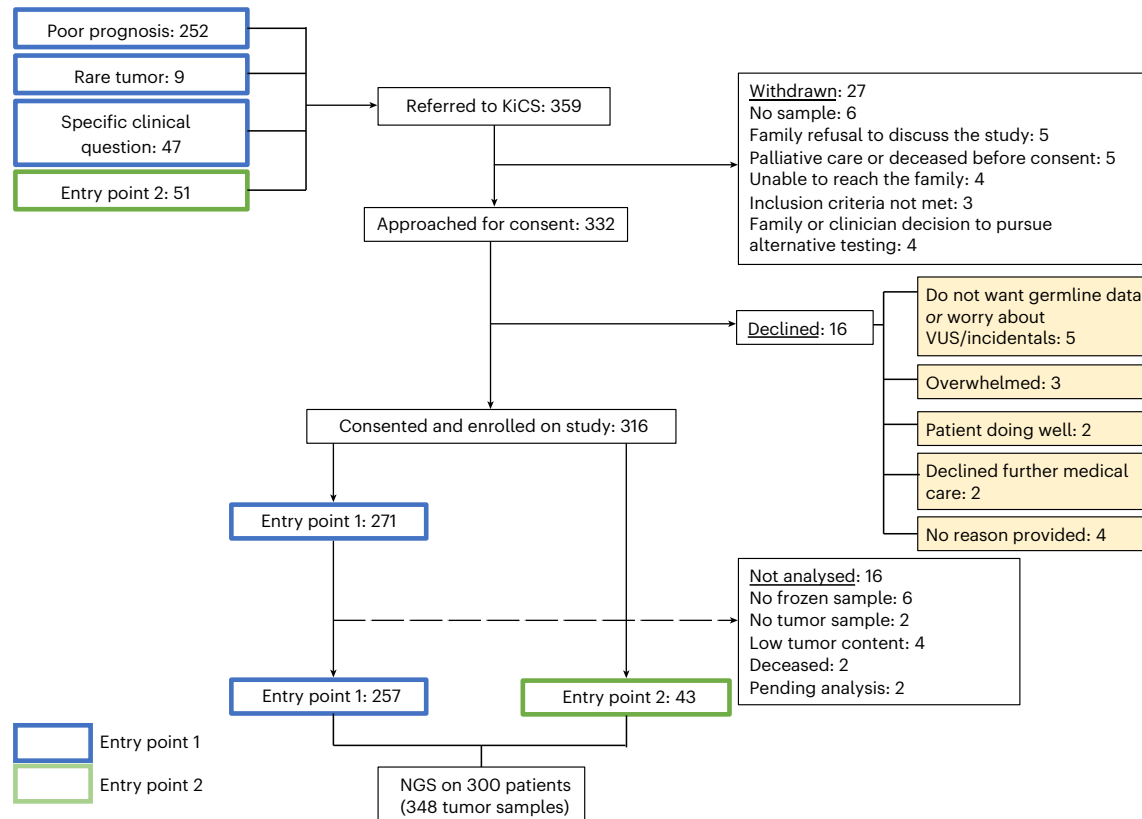 Poor prognosis: 252
Rare tumor: 9
Specific clinical
question: 47
Entry point 2: 51
Referred to KiCS: 359
Withdrawn: 27
No sample: 6
Family refusal to discuss the study: 5
Palliative care or deceased before consent: 5
Unable to reach the family: 4
Inclusion criteria not met: 3
Family or clinician decision to pursue
alternative testing: 4
Approached for consent: 332
Declined: 16
Do not want germline data
or worry about
VUS/incidentals: 5
Overwhelmed: 3
Patient doing well: 2
Declined further medical
care: 2
No reason provided: 4
Consented and enrolled on study: 316
Entry point 1: 271
Not analysed: 16
No frozen sample: 6
No tumor sample: 2
Low tumor content: 4
Deceased: 2
Pending analysis: 2
Entry point 1: 257
Entry point 2: 43
NGS on 300 patients
(348 tumor samples)
Entry point 1
Entry point 2